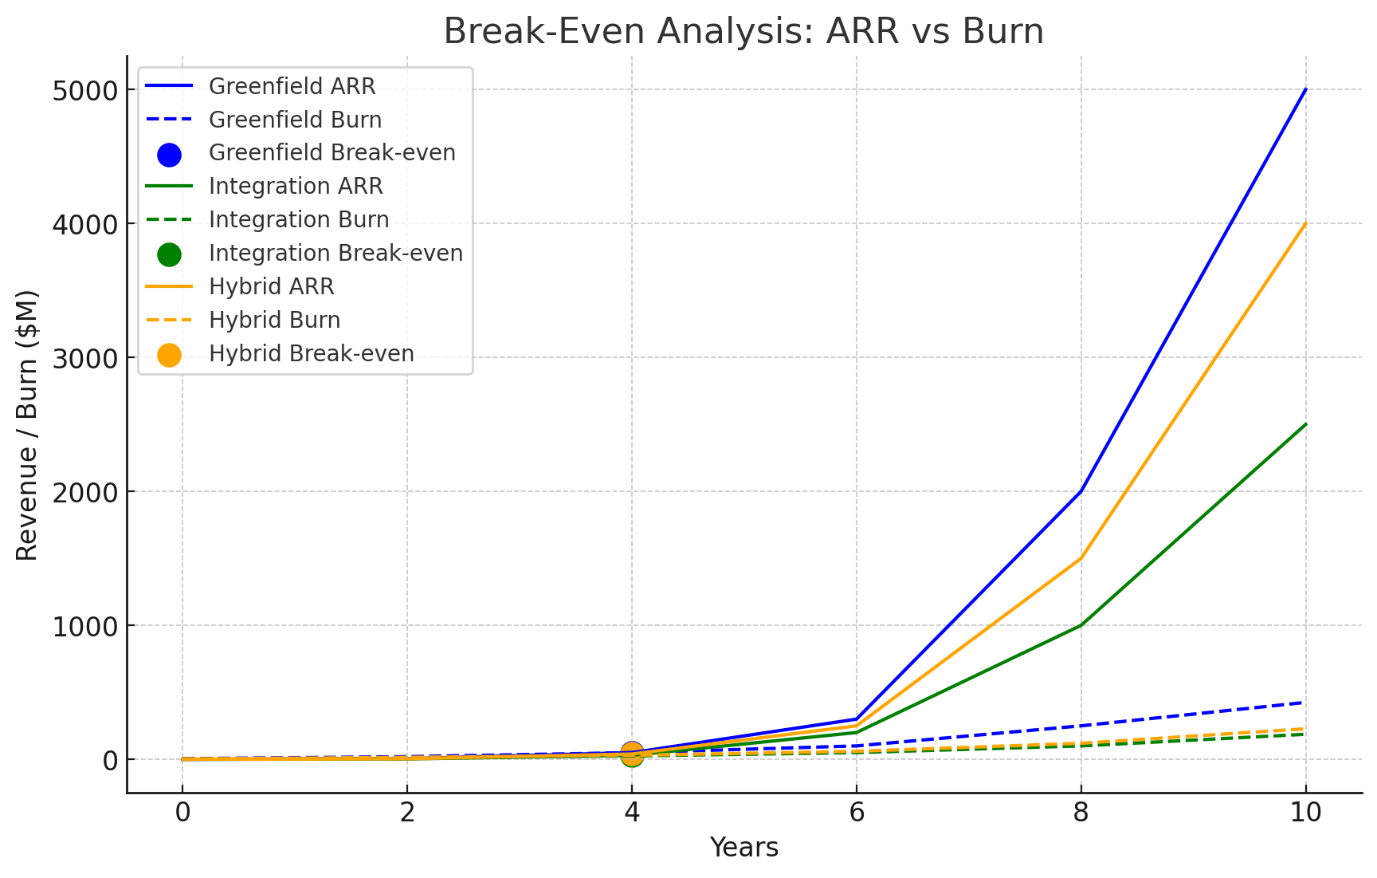 Break-Even Analysis: ARR vs Burn
Greenfield ARR
Greenfield Burn
Greenfield Break-even
Integration ARR
Integration Burn
Integration Break-even
Hybrid ARR
Hybrid Burn
Hybrid Break-even
Revenue / Burn ($M)
5000
4000
3000
2000
1000
0
0 2 4 6 8 10
Years